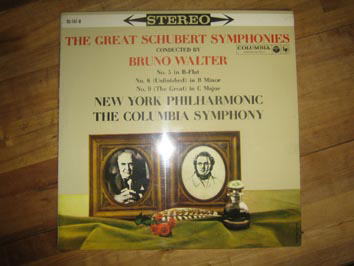 STEREO
THE GREAT SCHUBERT SYMPHONIES
CONDUCTED BY
COLUMBIA
BRUNO WALTER
No. 5 in B-Flat
No. 8 (Unfinished) in B Minor
No. 9 (The Great) in C Major
NEW YORK PHILHARMONIC
THE COLUMBIA SYMPHONY